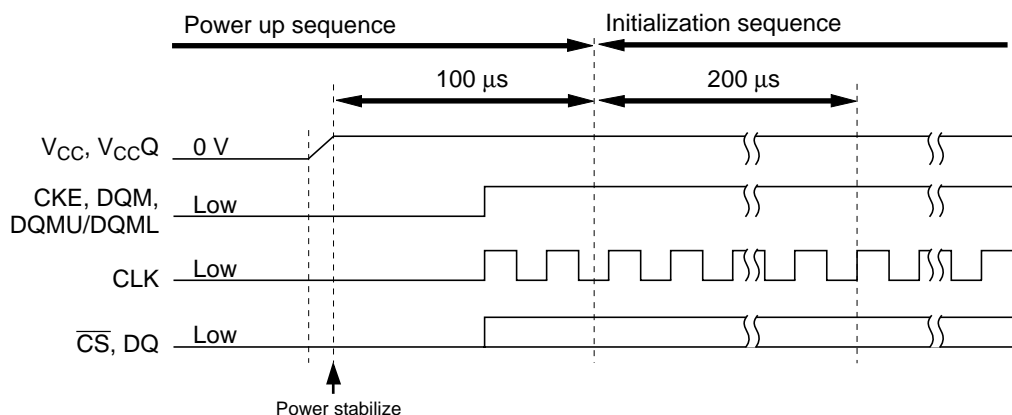 Power up sequence
Initialization sequence
100 μs
200 μs
VCC, VCCQ
0 V
CKE, DQM,
DQMU/DQML
Low
CLK
Low
CS, DQ
Low
Power stabilize